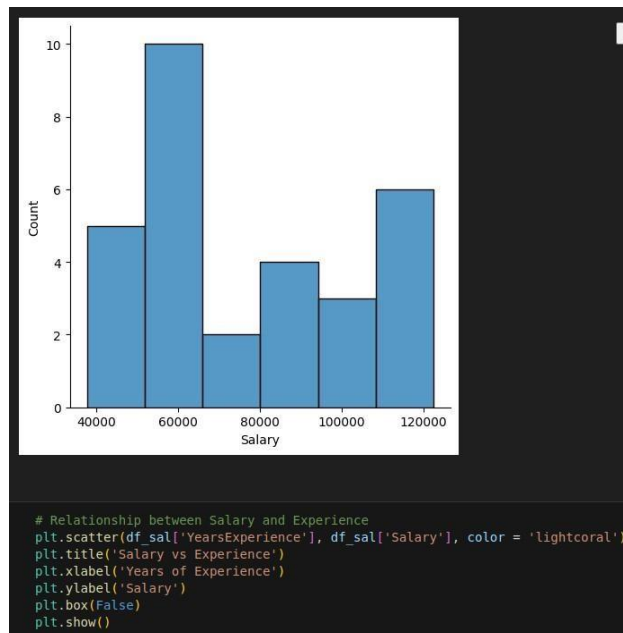 10
8
6
4
2
0
Count
40000 60000 80000 100000 120000
Salary
# Relationship between Salary and Experience
plt.scatter(df_sal['YearsExperience'], df_sal['Salary'], color = 'lightcoral')
plt.title('Salary vs Experience')
plt.xlabel('Years of Experience')
plt.ylabel('Salary')
plt.box(False)
plt.show()